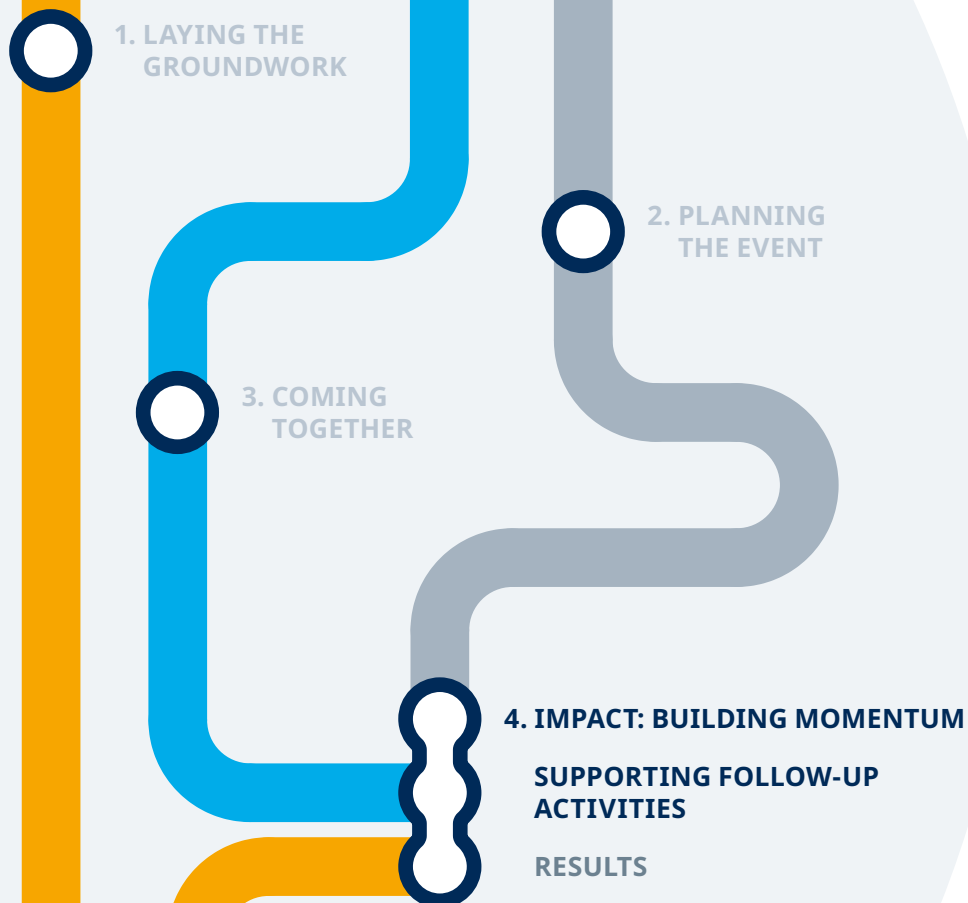 1. LAYING THE
GROUNDWORK
2. PLANNING
THE EVENT
3. COMING
TOGETHER
4. IMPACT: BUILDING MOMENTUM
SUPPORTING FOLLOW-UP
ACTIVITIES
RESULTS